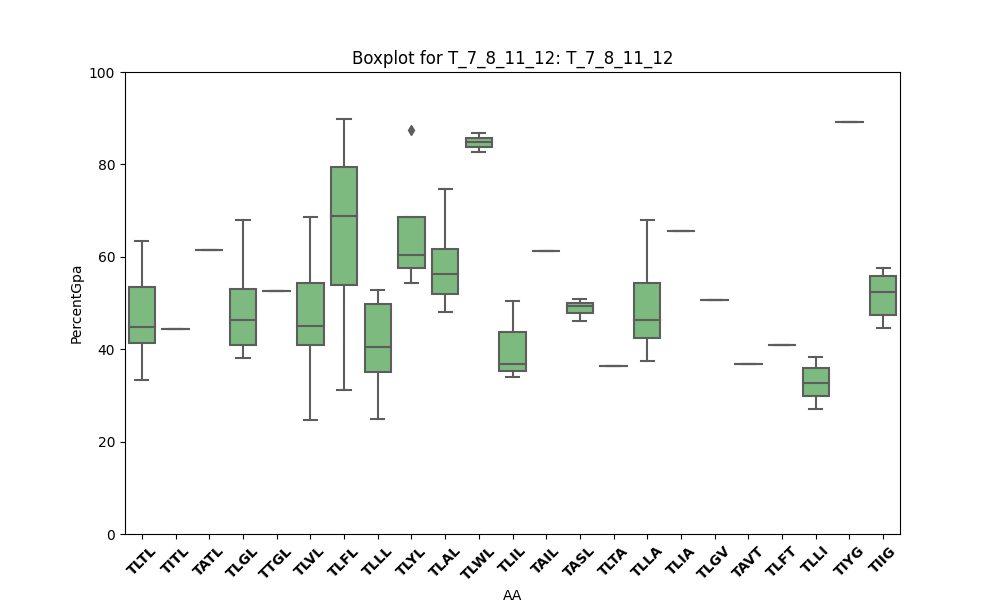 Boxplot for T_7_8_11_12: T_7_8_11_12
100
80
60
40
20
0
PercentGpa
TLTL TITL TATL TLGL TTGL TLVL TLFL TLLL TLYL TLAL TLWL TLIL TAIL TASL TLTA TLLA TLIA TLGV TAVT TLFT TLLI TIYG TIIG
AA